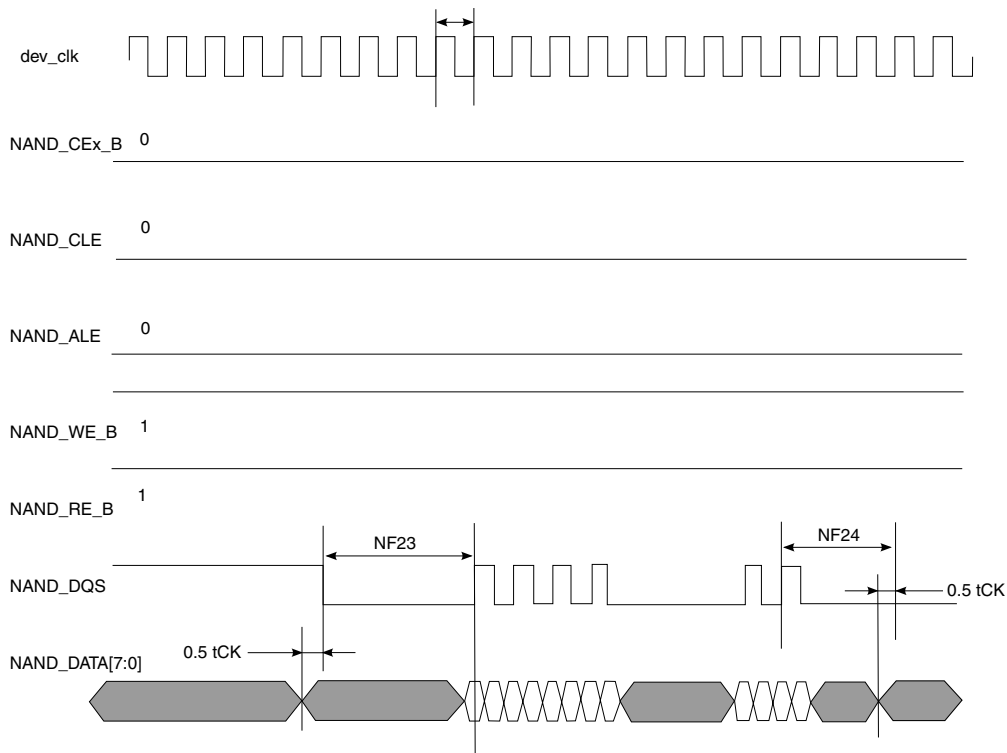 dev_clk
NAND_CEx_B 0
NAND_CLE 0
NAND_ALE 0
NAND_WE_B 1
NAND_RE_B 1
NF23
NF24
NAND_DQS
0.5 tCK
NAND_DATA[7:0]
0.5 tCK